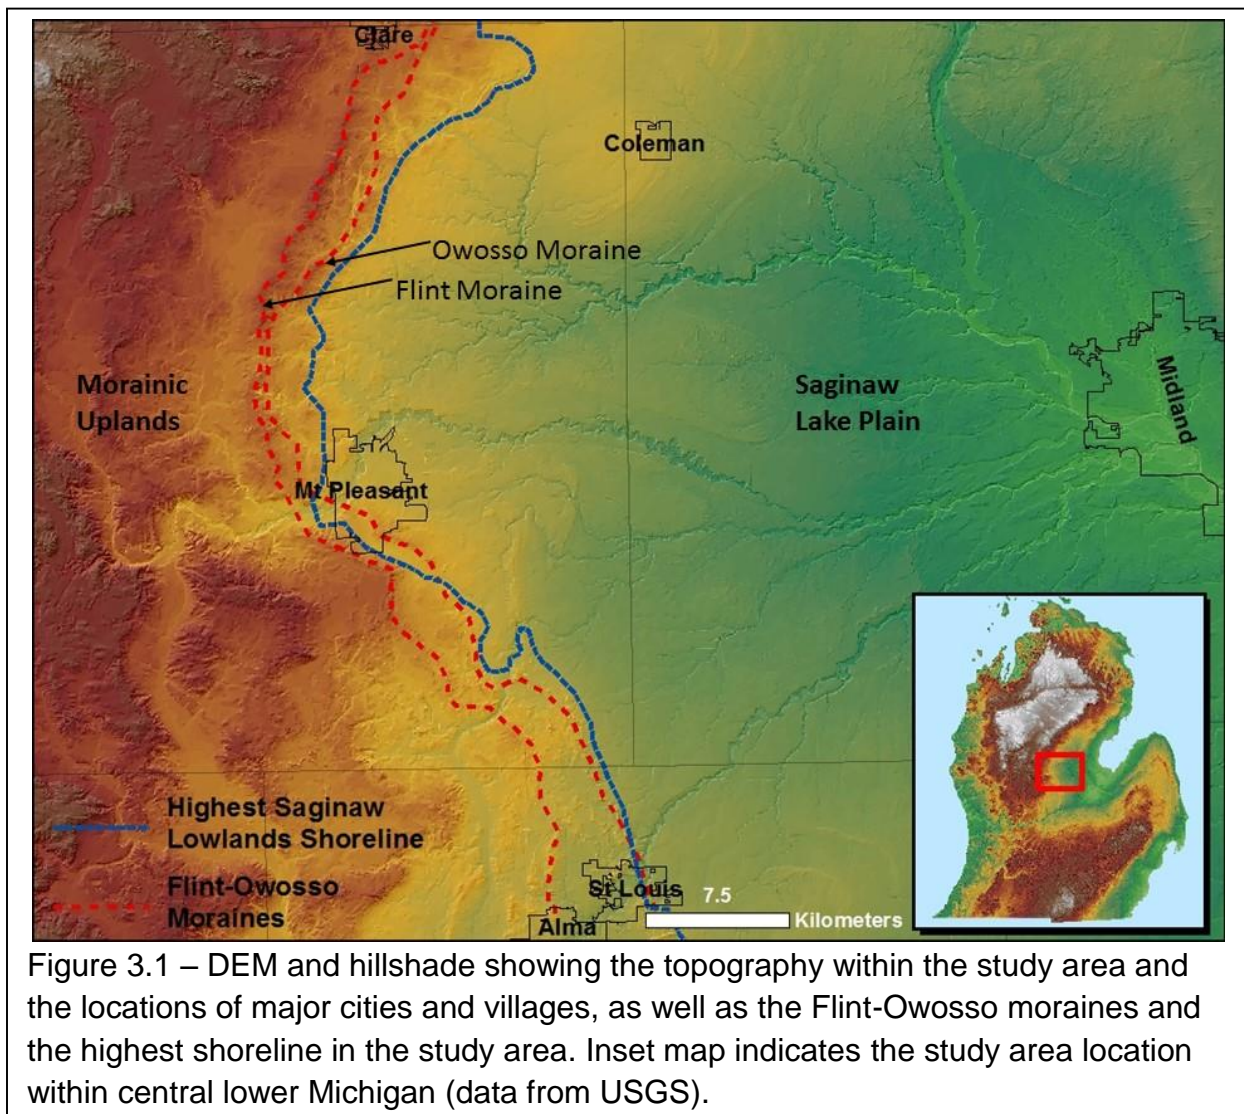 Clare
Coleman
Owosso Moraine
Flint Moraine
Morainic
Uplands
Saginaw
Lake Plain
Midland
Mt Pleasant
Highest Saginaw
Lowlands Shoreline
Flint-Owosso
Moraines
St Louis
7.5
Kilometers
Alma
Figure 3.1 – DEM and hillshade showing the topography within the study area and
the locations of major cities and villages, as well as the Flint-Owosso moraines and
the highest shoreline in the study area. Inset map indicates the study area location
within central lower Michigan (data from USGS).